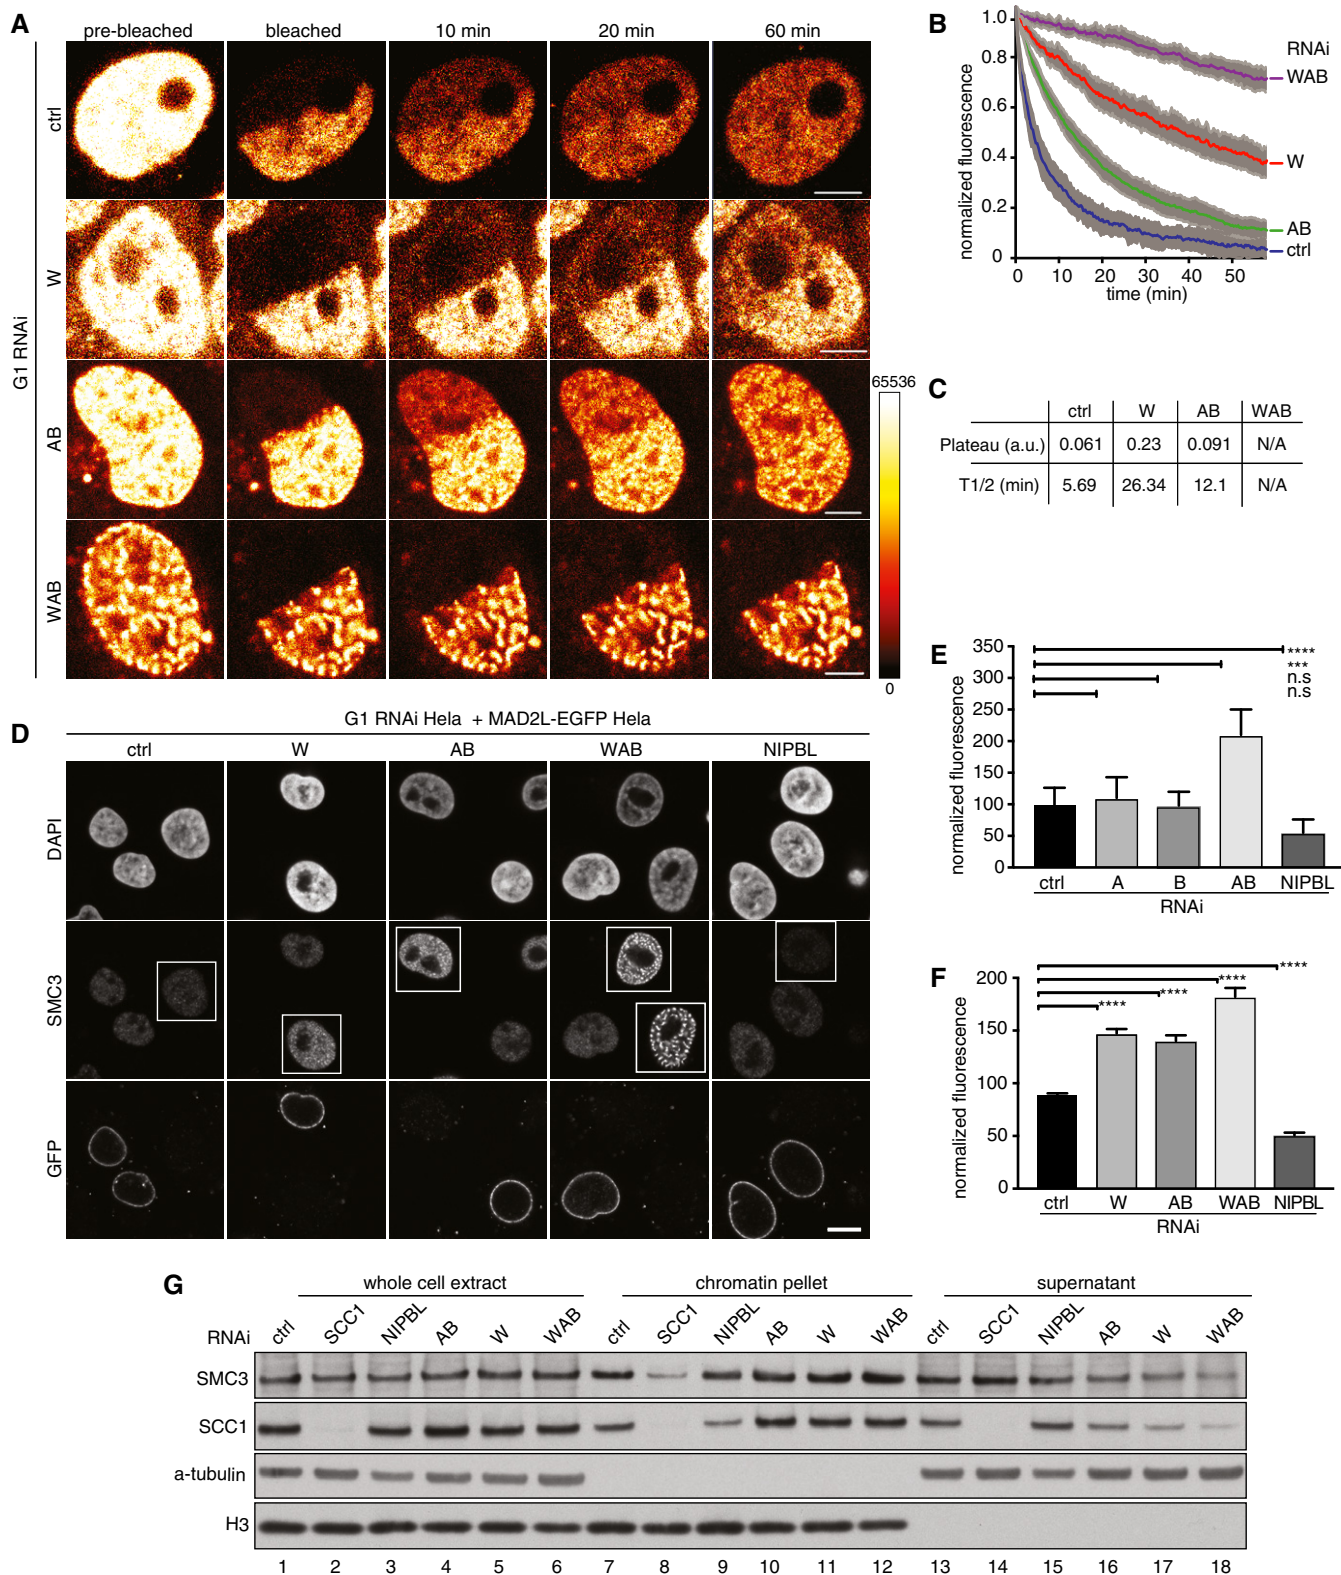 A
pre-bleached bleached 10 min 20 min 60 min
G1 RNAi
ctrl
W
AB
WAB
65536
0
B
normalized fluorescence
1.0
0.8
0.6
0.4
0.2
0
0 10 20 30 40 50
time (min)
RNAi
WAB
W
AB
ctrl
C
ctrl W AB WAB
Plateau (a.u.) 0.061 0.23 0.091 N/A
T1/2 (min) 5.69 26.34 12.1 N/A
D
G1 RNAi Hela + MAD2L-EGFP Hela
ctrl W AB WAB NIPBL
DAPI
SMC3
GFP
E
normalized fluorescence
350
300
250
200
150
100
50
0
****
***
n.s
n.s
ctrl A B AB NIPBL
RNAi
F
normalized fluorescence
200
150
100
50
0
****
****
****
****
ctrl W AB WAB NIPBL
RNAi
G
whole cell extract chromatin pellet supernatant
RNAi ctrl SCC1 NIPBL AB W WAB ctrl SCC1 NIPBL AB W WAB ctrl SCC1 NIPBL AB W WAB
SMC3
SCC1
a-tubulin
H3
1 2 3 4 5 6 7 8 9 10 11 12 13 14 15 16 17 18